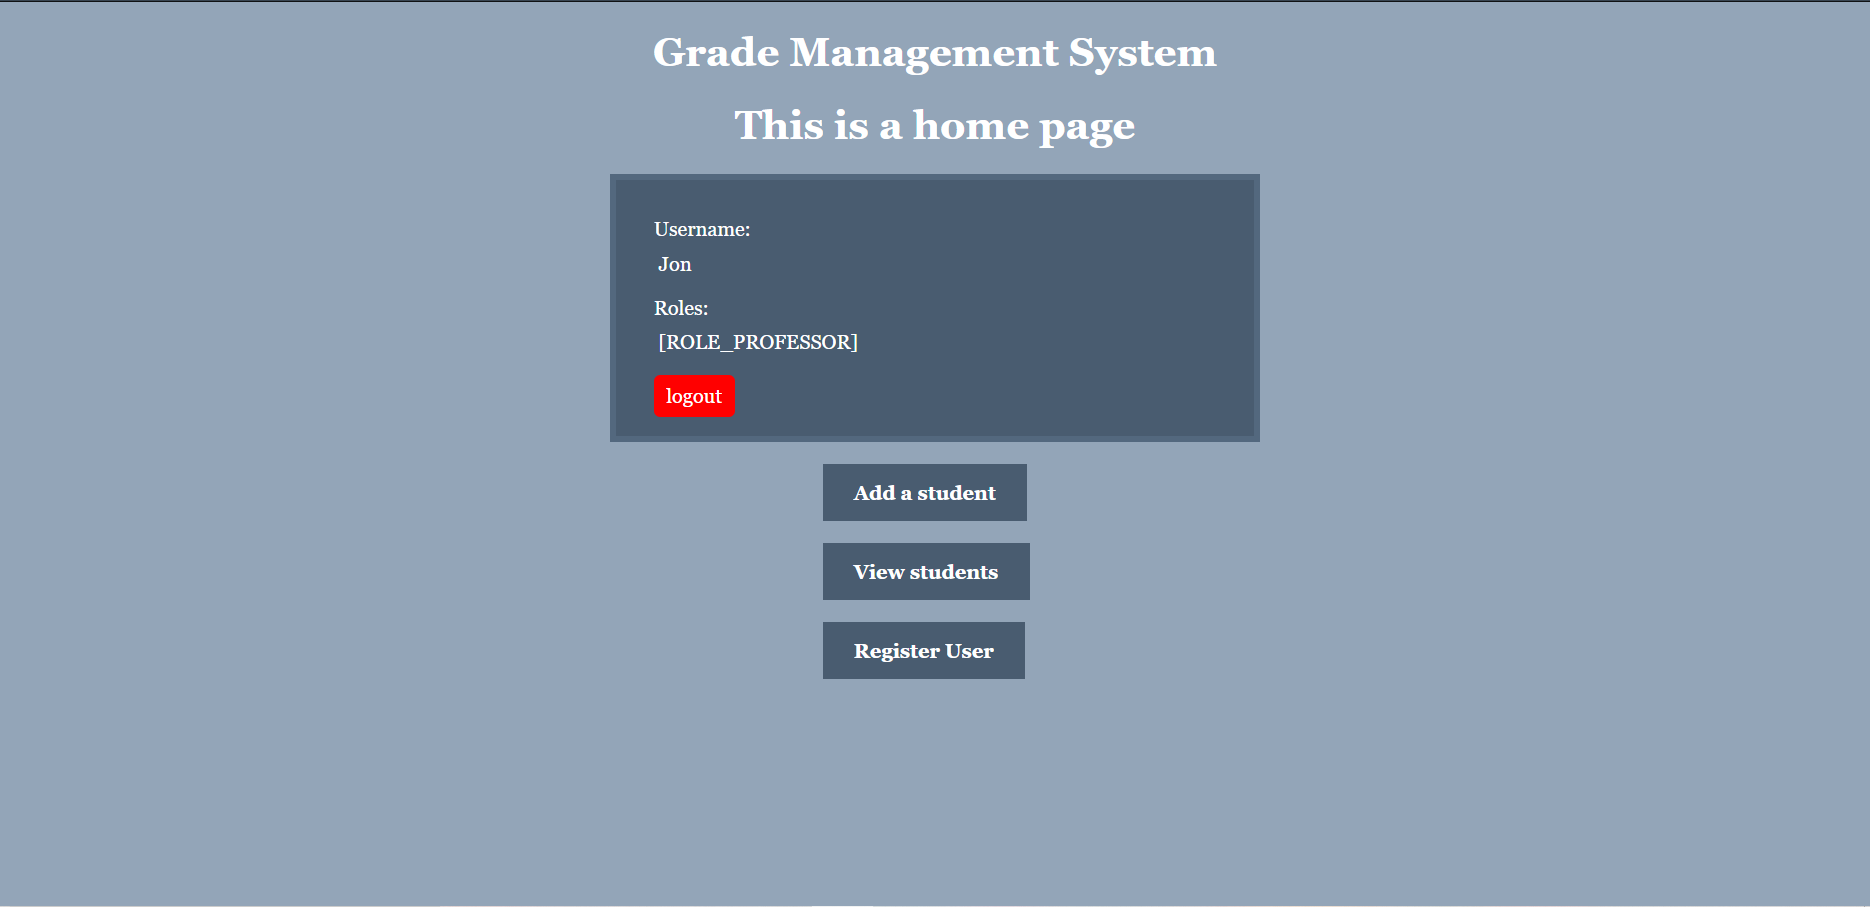 Grade Management System
This is a home page
Username:
Jon
Roles:
[ROLE_PROFESSOR]
logout
Add a student
View students
Register User